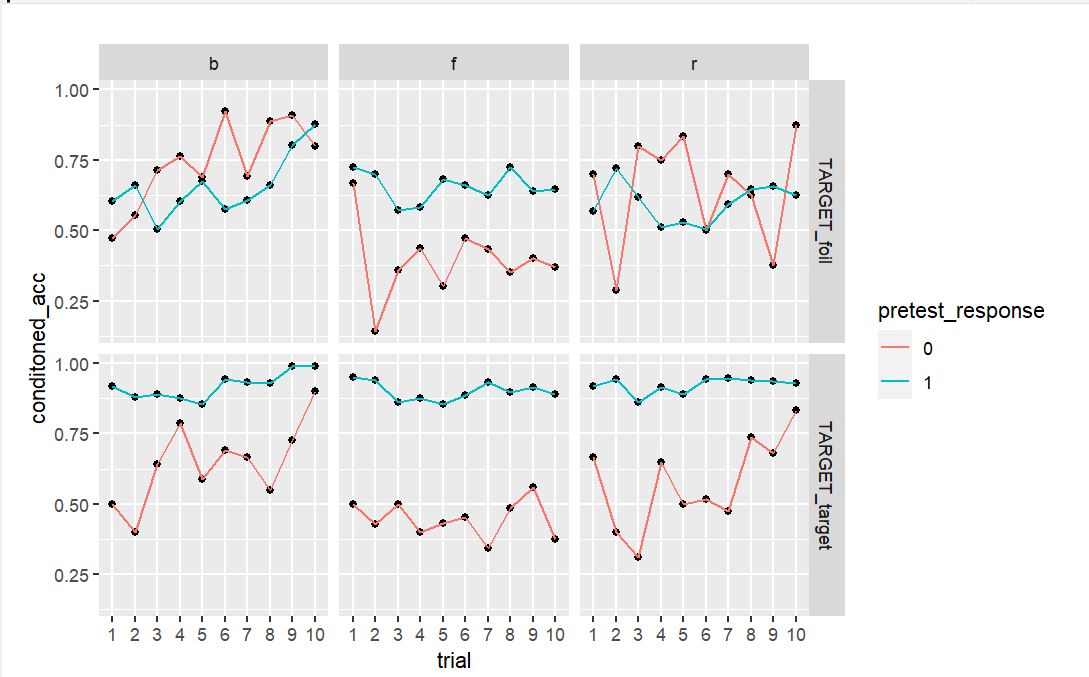 b f r
1.00
0.75
0.50
0.25
TARGET_foil
conditoned_acc
1.00
0.75
0.50
0.25
TARGET_target
1 2 3 4 5 6 7 8 9 10 1 2 3 4 5 6 7 8 9 10 1 2 3 4 5 6 7 8 9 10
trial
pretest_response
0
1